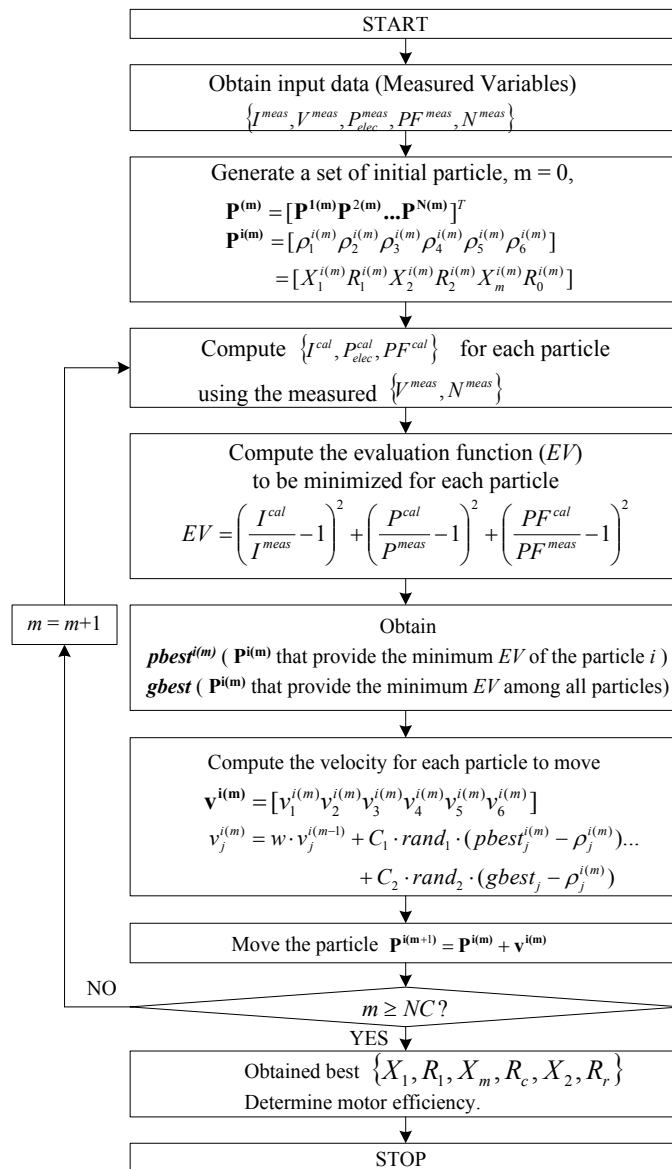 START
Obtain input data (Measured Variables)
{I^{meas}, V^{meas}, P_{elec}^{meas}, PF^{meas}, N^{meas}}
Generate a set of initial particle, m = 0,
P^{(m)} = [P^{1(m)} P^{2(m)} ... P^{N(m)}]^T
P^{i(m)} = [ρ_1^{i(m)} ρ_2^{i(m)} ρ_3^{i(m)} ρ_4^{i(m)} ρ_5^{i(m)} ρ_6^{i(m)}]
= [X_1^{i(m)} R_1^{i(m)} X_2^{i(m)} R_2^{i(m)} X_m^{i(m)} R_0^{i(m)}]
Compute {I^{cal}, P_{elec}^{cal}, PF^{cal}} for each particle
using the measured {V^{meas}, N^{meas}}
Compute the evaluation function (EV)
to be minimized for each particle
EV = (I^{cal}/I^{meas} − 1)^2 + (P^{cal}/P^{meas} − 1)^2 + (PF^{cal}/PF^{meas} − 1)^2
m = m+1
Obtain
pbest^{i(m)} ( P^{i(m)} that provide the minimum EV of the particle i )
gbest ( P^{i(m)} that provide the minimum EV among all particles)
Compute the velocity for each particle to move
v^{i(m)} = [v_1^{i(m)} v_2^{i(m)} v_3^{i(m)} v_4^{i(m)} v_5^{i(m)} v_6^{i(m)}]
v_j^{i(m)} = w · v_j^{i(m−1)} + C_1 · rand_1 · (pbest_j^{i(m)} − ρ_j^{i(m)})...
+ C_2 · rand_2 · (gbest_j − ρ_j^{i(m)})
Move the particle P^{i(m+1)} = P^{i(m)} + v^{i(m)}
NO
m ≥ NC ?
YES
Obtained best {X_1, R_1, X_m, R_c, X_2, R_r}
Determine motor efficiency.
STOP